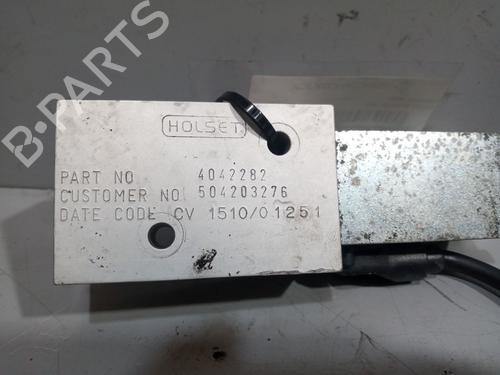 B-PARTS
HOLSET
PART NO 4042282
CUSTOMER NO 504203276
DATE CODE CV 1510/01251